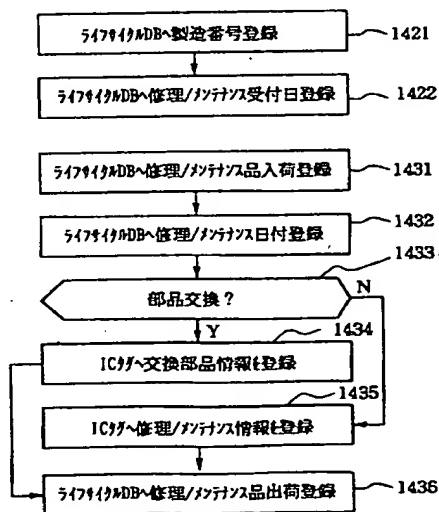 ライフサイクルDBへ製造番号登録
1421
ライフサイクルDBへ修理/メンテナンス受付日登録
1422
ライフサイクルDBへ修理/メンテナンス品入荷登録
1431
ライフサイクルDBへ修理/メンテナンス日付登録
1432
1433
部品交換?
N
Y
1434
ICタグへ交換部品情報を登録
1435
ICタグへ修理/メンテナンス情報を登録
ライフサイクルDBへ修理/メンテナンス品出荷登録
1436